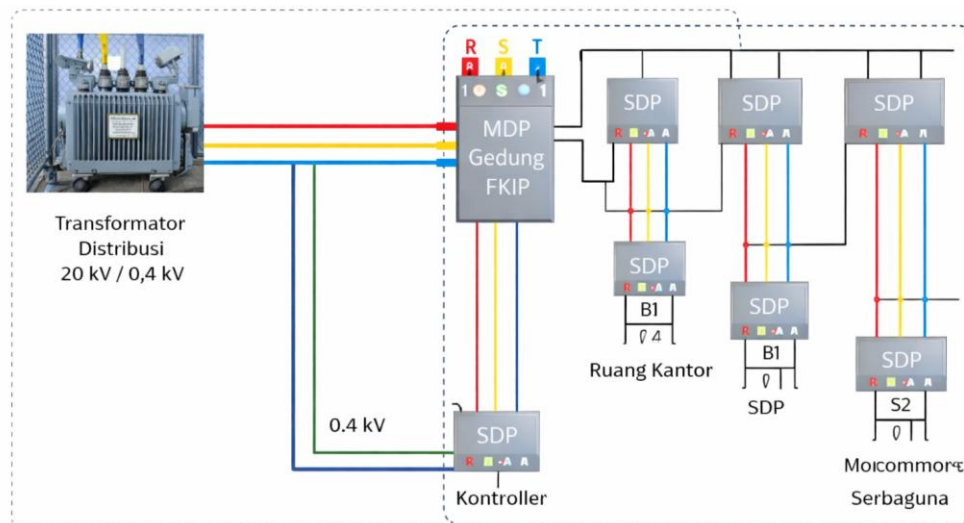 R S T
1 S 1
MDP
Gedung
FKIP
SDP
R A A
SDP
R A A
SDP
R A A
Transformator
Distribusi
20 kV / 0,4 kV
SDP
R A A
B1
Ruang Kantor
SDP
R A A
B1
SDP
SDP
R A A
S2
Serbaguna
0.4 kV
SDP
R A A
Kontroller